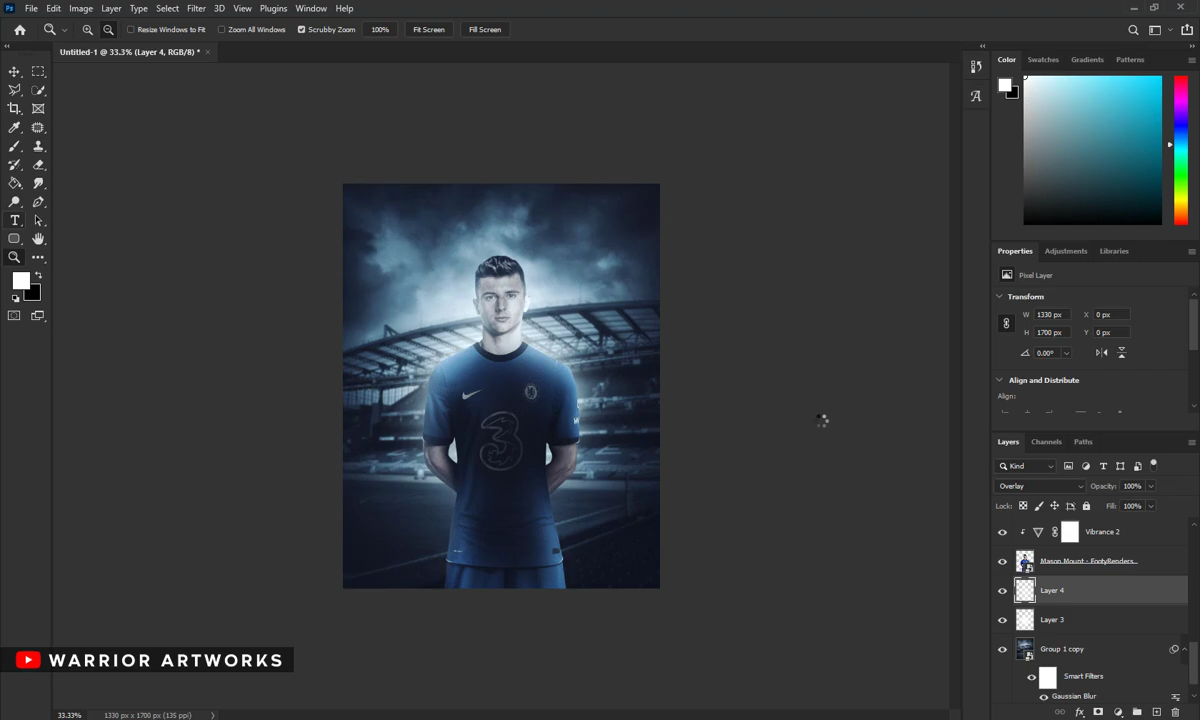 Ps File Edit Image Layer Type Select Filter 3D View Plugins Window Help
Resize Windows to Fit Zoom All Windows Scrubby Zoom 100% Fit Screen Fill Screen
Untitled-1 @ 33.3% (Layer 4, RGB/8) * ×
Color Swatches Gradients Patterns
Properties Adjustments Libraries
Pixel Layer
Transform
W 1330 px X 0 px
H 1700 px Y 0 px
0.00°
Align and Distribute
Align:
3
Layers Channels Paths
Kind
Overlay Opacity: 100%
Lock: Fill: 100%
Vibrance 2
Mason Mount - FootyRenders...
Layer 4
Layer 3
Group 1 copy
Smart Filters
Gaussian Blur
WARRIOR ARTWORKS
33.33% 1330 px x 1700 px (135 ppi)